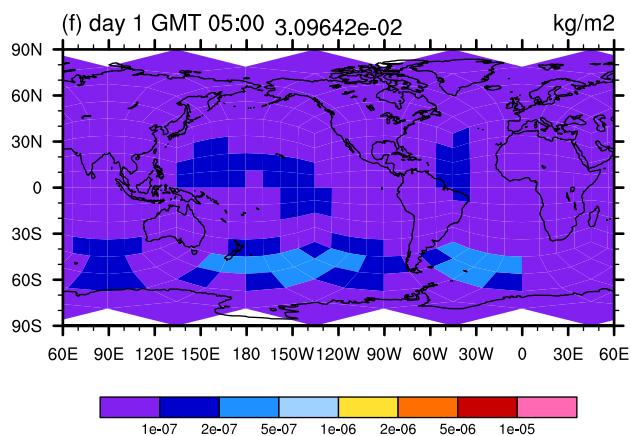 (f) day 1 GMT 05:00 3.09642e-02 kg/m2
90N
60N
30N
0
30S
60S
90S
60E 90E 120E 150E 180 150W 120W 90W 60W 30W 0 30E 60E
1e-07 2e-07 5e-07 1e-06 2e-06 5e-06 1e-05